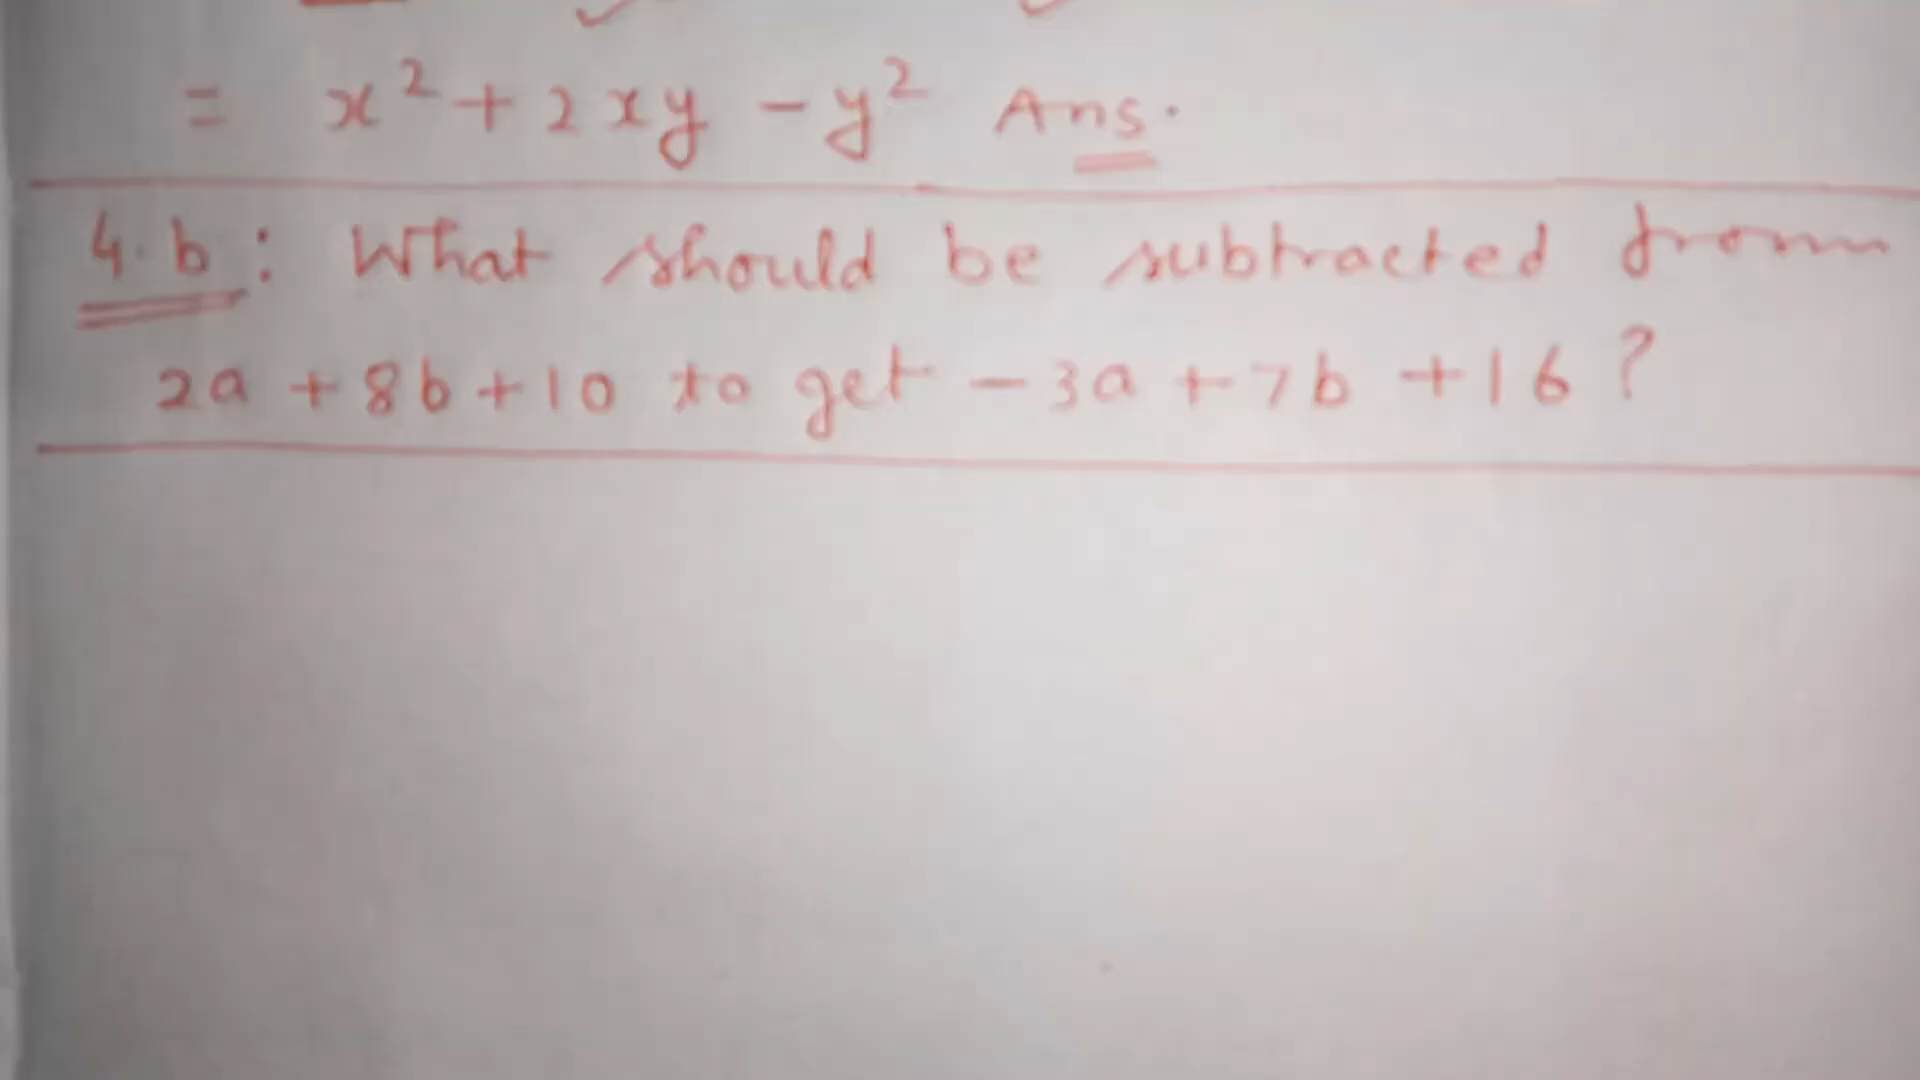 = x² + 2xy - y² Ans.
4.b: What should be subtracted from
2a + 8b + 10 to get - 3a + 7b + 16 ?